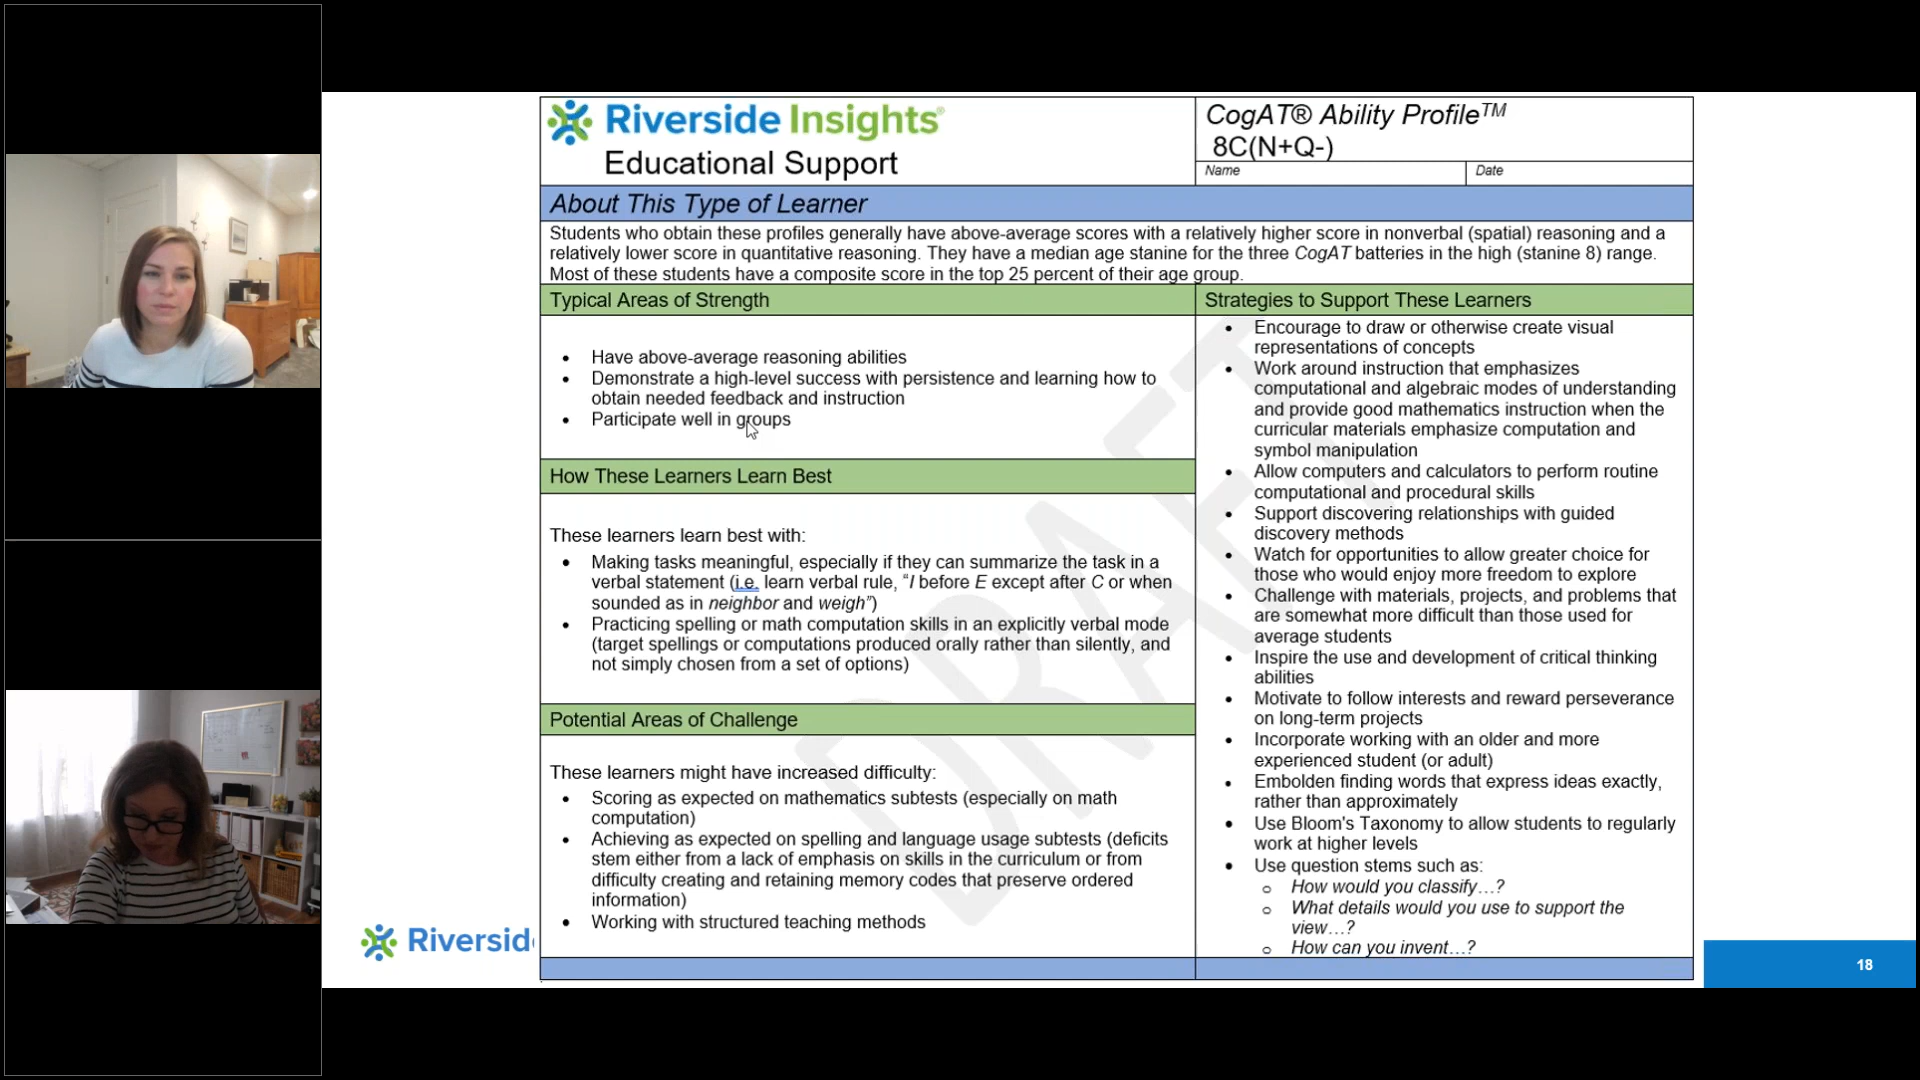 Riverside Insights®
Educational Support
CogAT® Ability Profile™
8C(N+Q-)
Name
Date
About This Type of Learner
Students who obtain these profiles generally have above-average scores with a relatively higher score in nonverbal (spatial) reasoning and a
relatively lower score in quantitative reasoning. They have a median age stanine for the three CogAT batteries in the high (stanine 8) range.
Most of these students have a composite score in the top 25 percent of their age group.
Typical Areas of Strength
• Have above-average reasoning abilities
• Demonstrate a high-level success with persistence and learning how to
obtain needed feedback and instruction
• Participate well in groups
How These Learners Learn Best
These learners learn best with:
• Making tasks meaningful, especially if they can summarize the task in a
verbal statement (i.e. learn verbal rule, “I before E except after C or when
sounded as in neighbor and weigh”)
• Practicing spelling or math computation skills in an explicitly verbal mode
(target spellings or computations produced orally rather than silently, and
not simply chosen from a set of options)
Potential Areas of Challenge
These learners might have increased difficulty:
• Scoring as expected on mathematics subtests (especially on math
computation)
• Achieving as expected on spelling and language usage subtests (deficits
stem either from a lack of emphasis on skills in the curriculum or from
difficulty creating and retaining memory codes that preserve ordered
information)
• Working with structured teaching methods
Strategies to Support These Learners
• Encourage to draw or otherwise create visual
representations of concepts
• Work around instruction that emphasizes
computational and algebraic modes of understanding
and provide good mathematics instruction when the
curricular materials emphasize computation and
symbol manipulation
• Allow computers and calculators to perform routine
computational and procedural skills
• Support discovering relationships with guided
discovery methods
• Watch for opportunities to allow greater choice for
those who would enjoy more freedom to explore
• Challenge with materials, projects, and problems that
are somewhat more difficult than those used for
average students
• Inspire the use and development of critical thinking
abilities
• Motivate to follow interests and reward perseverance
on long-term projects
• Incorporate working with an older and more
experienced student (or adult)
• Embolden finding words that express ideas exactly,
rather than approximately
• Use Bloom's Taxonomy to allow students to regularly
work at higher levels
• Use question stems such as:
o How would you classify…?
o What details would you use to support the
view…?
o How can you invent…?
DRAFT
Riversid
18